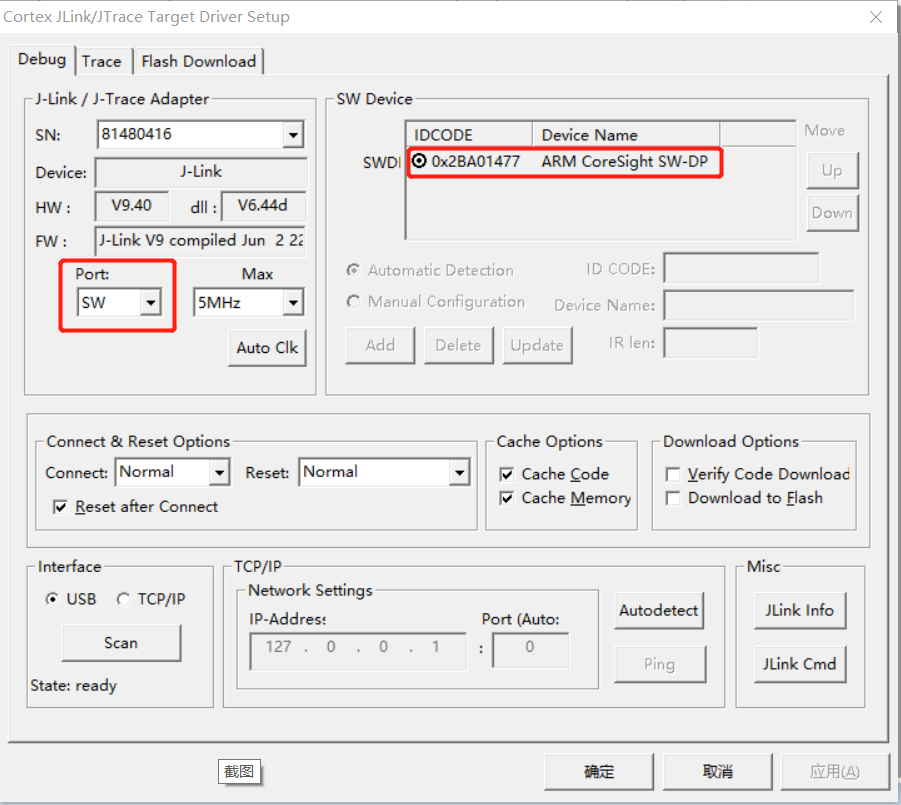 Cortex JLink/JTrace Target Driver Setup
Debug Trace Flash Download
J-Link / J-Trace Adapter
SN: 81480416
Device: J-Link
HW : V9.40 dll : V6.44d
FW : J-Link V9 compiled Jun 2 22
Port: Max
SW 5MHz
Auto Clk
SW Device
IDCODE Device Name
SWDI 0x2BA01477 ARM CoreSight SW-DP
Move
Up
Down
Automatic Detection ID CODE:
Manual Configuration Device Name:
Add Delete Update IR len:
Connect & Reset Options
Connect: Normal Reset: Normal
Reset after Connect
Cache Options
Cache Code
Cache Memory
Download Options
Verify Code Download
Download to Flash
Interface
USB TCP/IP
Scan
State: ready
TCP/IP
Network Settings
IP-Address Port (Auto:
127 . 0 . 0 . 1 : 0
Autodetect
Ping
Misc
JLink Info
JLink Cmd
截图
确定 取消 应用(A)